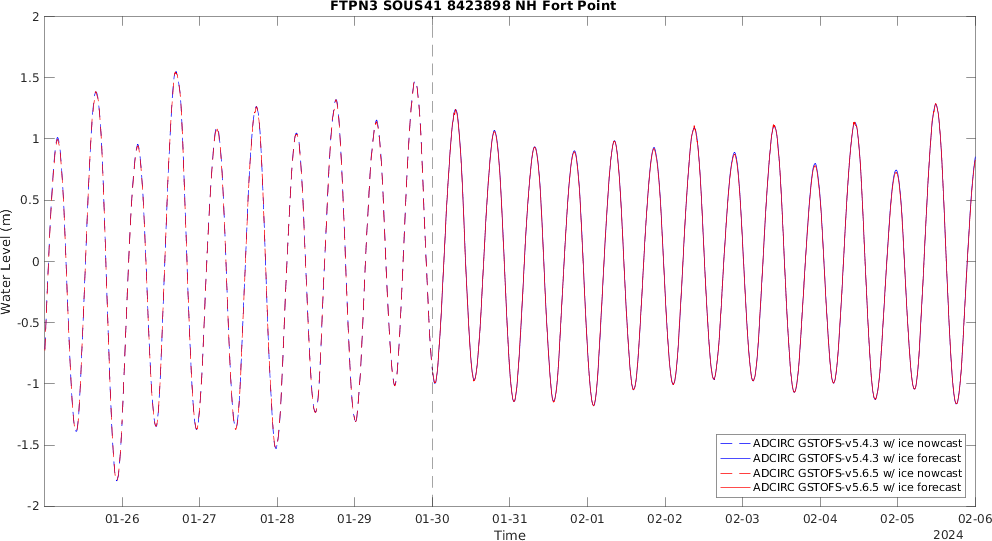 FTPN3 SOUS41 8423898 NH Fort Point
2
1.5
1
0.5
0
-0.5
-1
-1.5
-2
Water Level (m)
ADCIRC GSTOFS-v5.4.3 w/ ice nowcast
ADCIRC GSTOFS-v5.4.3 w/ ice forecast
ADCIRC GSTOFS-v5.6.5 w/ ice nowcast
ADCIRC GSTOFS-v5.6.5 w/ ice forecast
01-26 01-27 01-28 01-29 01-30 01-31 02-01 02-02 02-03 02-04 02-05 02-06
Time
2024